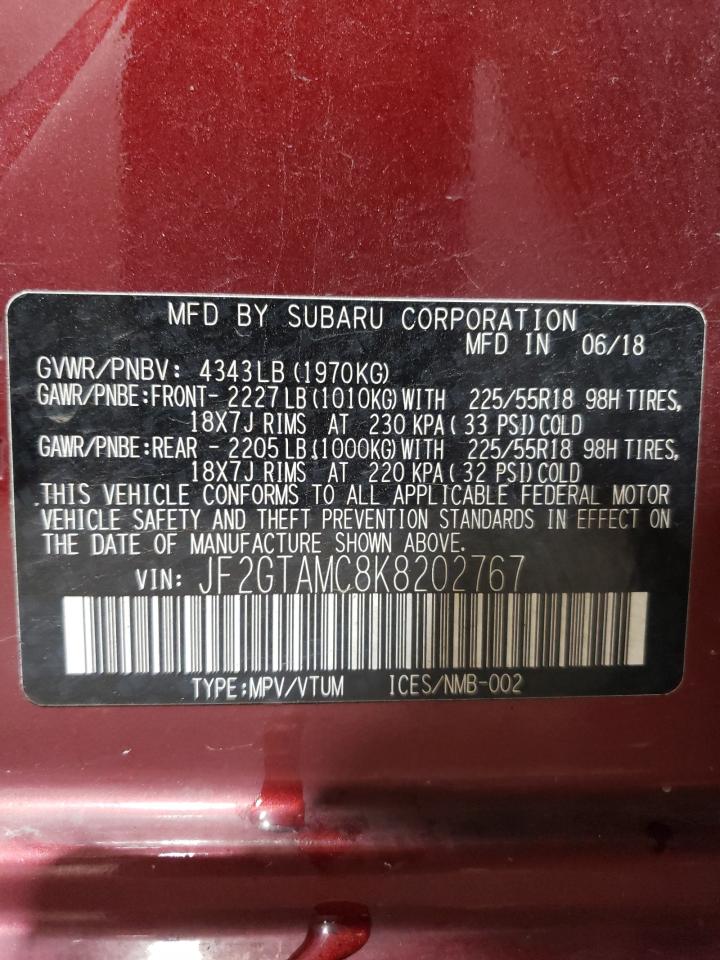 MFD BY SUBARU CORPORATION
MFD IN 06/18
GVWR/PNBV: 4343LB (1970KG)
GAWR/PNBE:FRONT- 2227LB(1010KG)WITH 225/55R18 98H TIRES,
18X7J RIMS AT 230 KPA(33 PSI)COLD
GAWR/PNBE:REAR - 2205LB(1000KG)WITH 225/55R18 98H TIRES,
18X7J RIMS AT 220 KPA(32 PSI)COLD
THIS VEHICLE CONFORMS TO ALL APPLICABLE FEDERAL MOTOR
VEHICLE SAFETY AND THEFT PREVENTION STANDARDS IN EFFECT ON
THE DATE OF MANUFACTURE SHOWN ABOVE.
VIN: JF2GTAMC8K8202767
TYPE:MPV/VTUM ICES/NMB-002